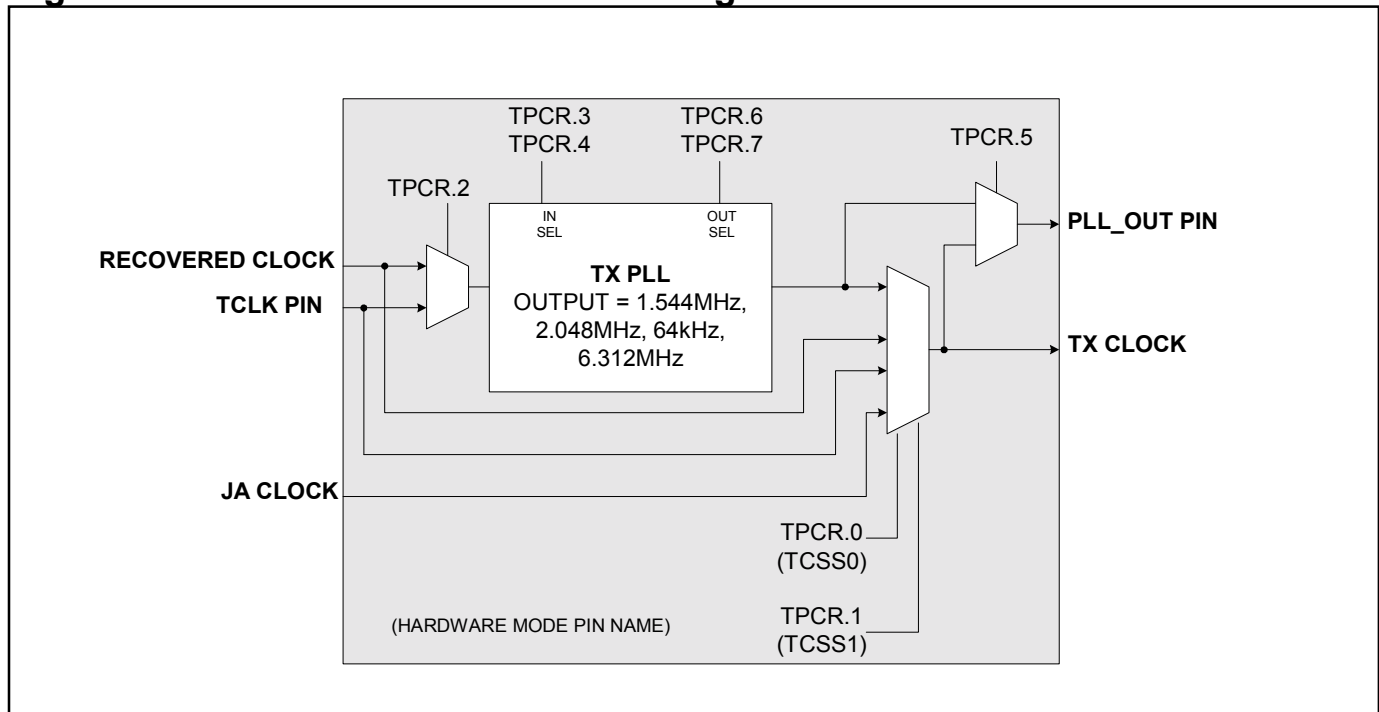 TPCR.3
TPCR.4
TPCR.6
TPCR.7
TPCR.5
TPCR.2
IN
SEL
OUT
SEL
PLL_OUT PIN
RECOVERED CLOCK
TX PLL
OUTPUT = 1.544MHz,
2.048MHz, 64kHz,
6.312MHz
TCLK PIN
TX CLOCK
JA CLOCK
TPCR.0
(TCSS0)
TPCR.1
(TCSS1)
(HARDWARE MODE PIN NAME)